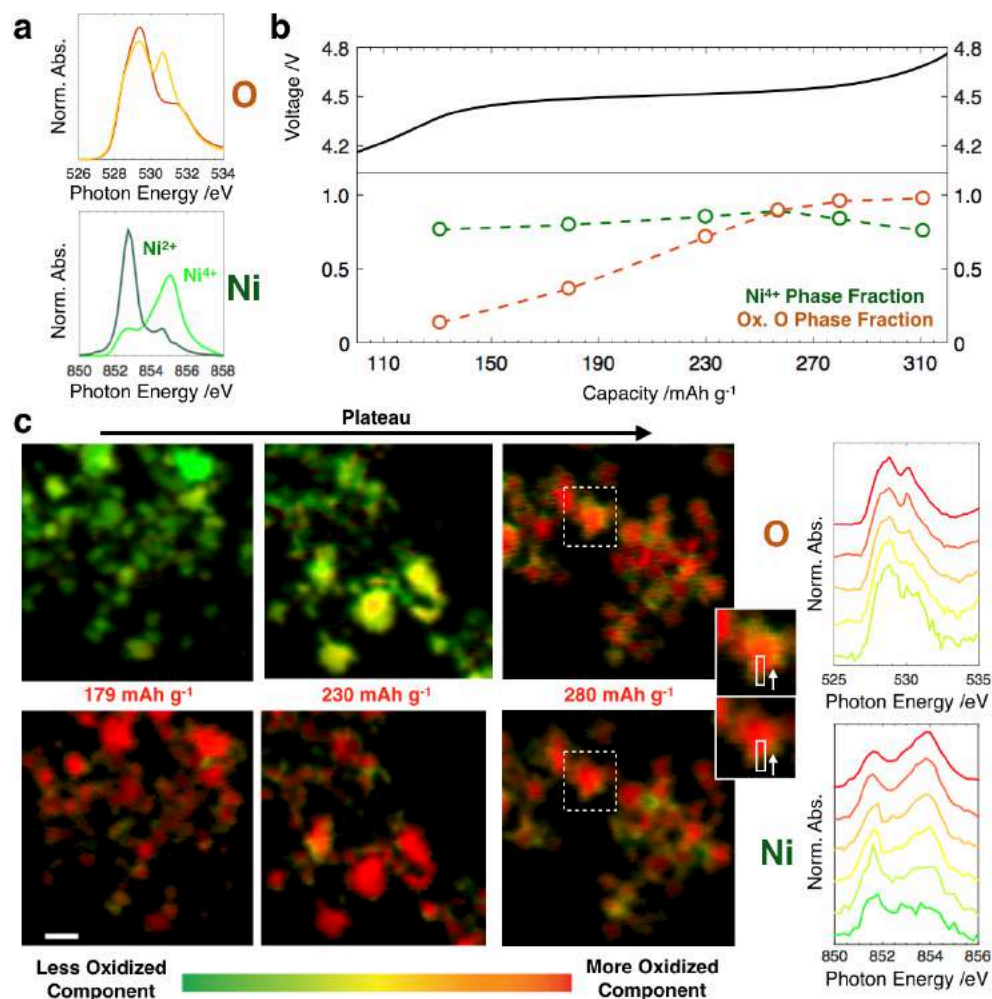 a
Norm. Abs.
O
526 528 530 532 534
Photon Energy /eV
Norm. Abs.
Ni²⁺
Ni⁴⁺
Ni
850 852 854 856 858
Photon Energy /eV
b
Voltage /V
4.8
4.5
4.2
4.8
4.5
4.2
1.0
0.5
0
1.0
0.5
0
Ni⁴⁺ Phase Fraction
Ox. O Phase Fraction
110 150 190 230 270 310
Capacity /mAh g⁻¹
c
Plateau
179 mAh g⁻¹
230 mAh g⁻¹
280 mAh g⁻¹
O
Norm. Abs.
525 530 535
Photon Energy /eV
Ni
Norm. Abs.
850 852 854 856
Photon Energy /eV
Less Oxidized
Component
More Oxidized
Component